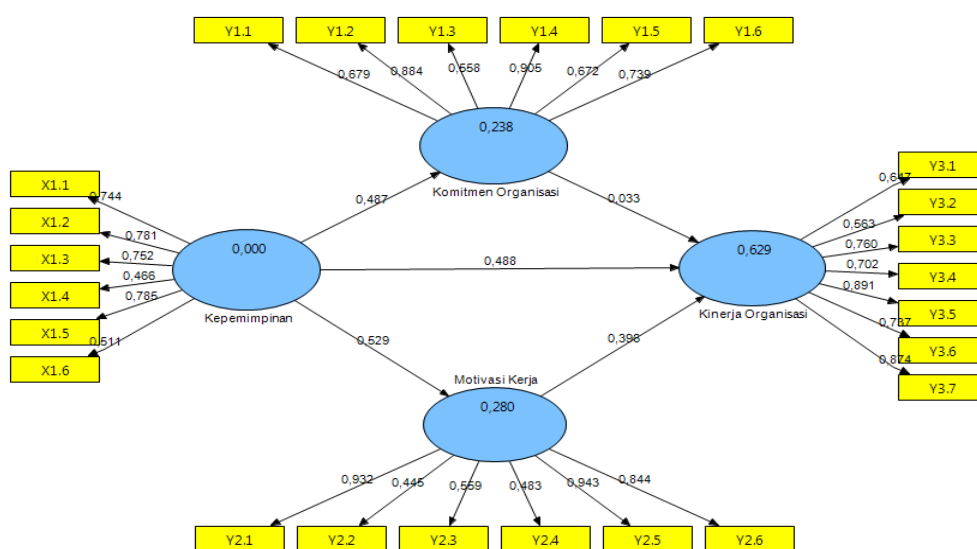 Y1.1 Y1.2 Y1.3 Y1.4 Y1.5 Y1.6
0,679 0,884 0,558 0,905 0,672 0,739
0,238
Komitmen Organisasi
X1.1
X1.2
X1.3
X1.4
X1.5
X1.6
0,744
0,781
0,752
0,466
0,785
0,511
0,000
Kepemimpinan
0,487
0,033
0,488
0,529
0,398
0,629
Kinerja Organisasi
0,647
0,563
0,760
0,702
0,891
0,737
0,874
Y3.1
Y3.2
Y3.3
Y3.4
Y3.5
Y3.6
Y3.7
Motivasi Kerja
0,280
0,932 0,445 0,559 0,483 0,943 0,844
Y2.1 Y2.2 Y2.3 Y2.4 Y2.5 Y2.6